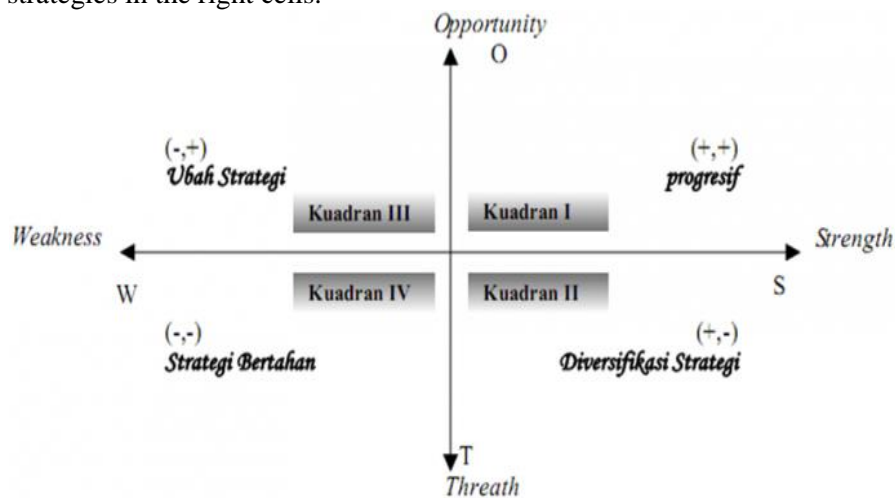 strategies in the right cells.
Opportunity
O
(-,+)
Ubah Strategi
(+,+)
progresif
Kuadran III
Kuadran I
Weakness
Strength
W
Kuadran IV
Kuadran II
S
(-,-)
Strategi Bertahan
(+,-)
Diversifikasi Strategi
T
Threath